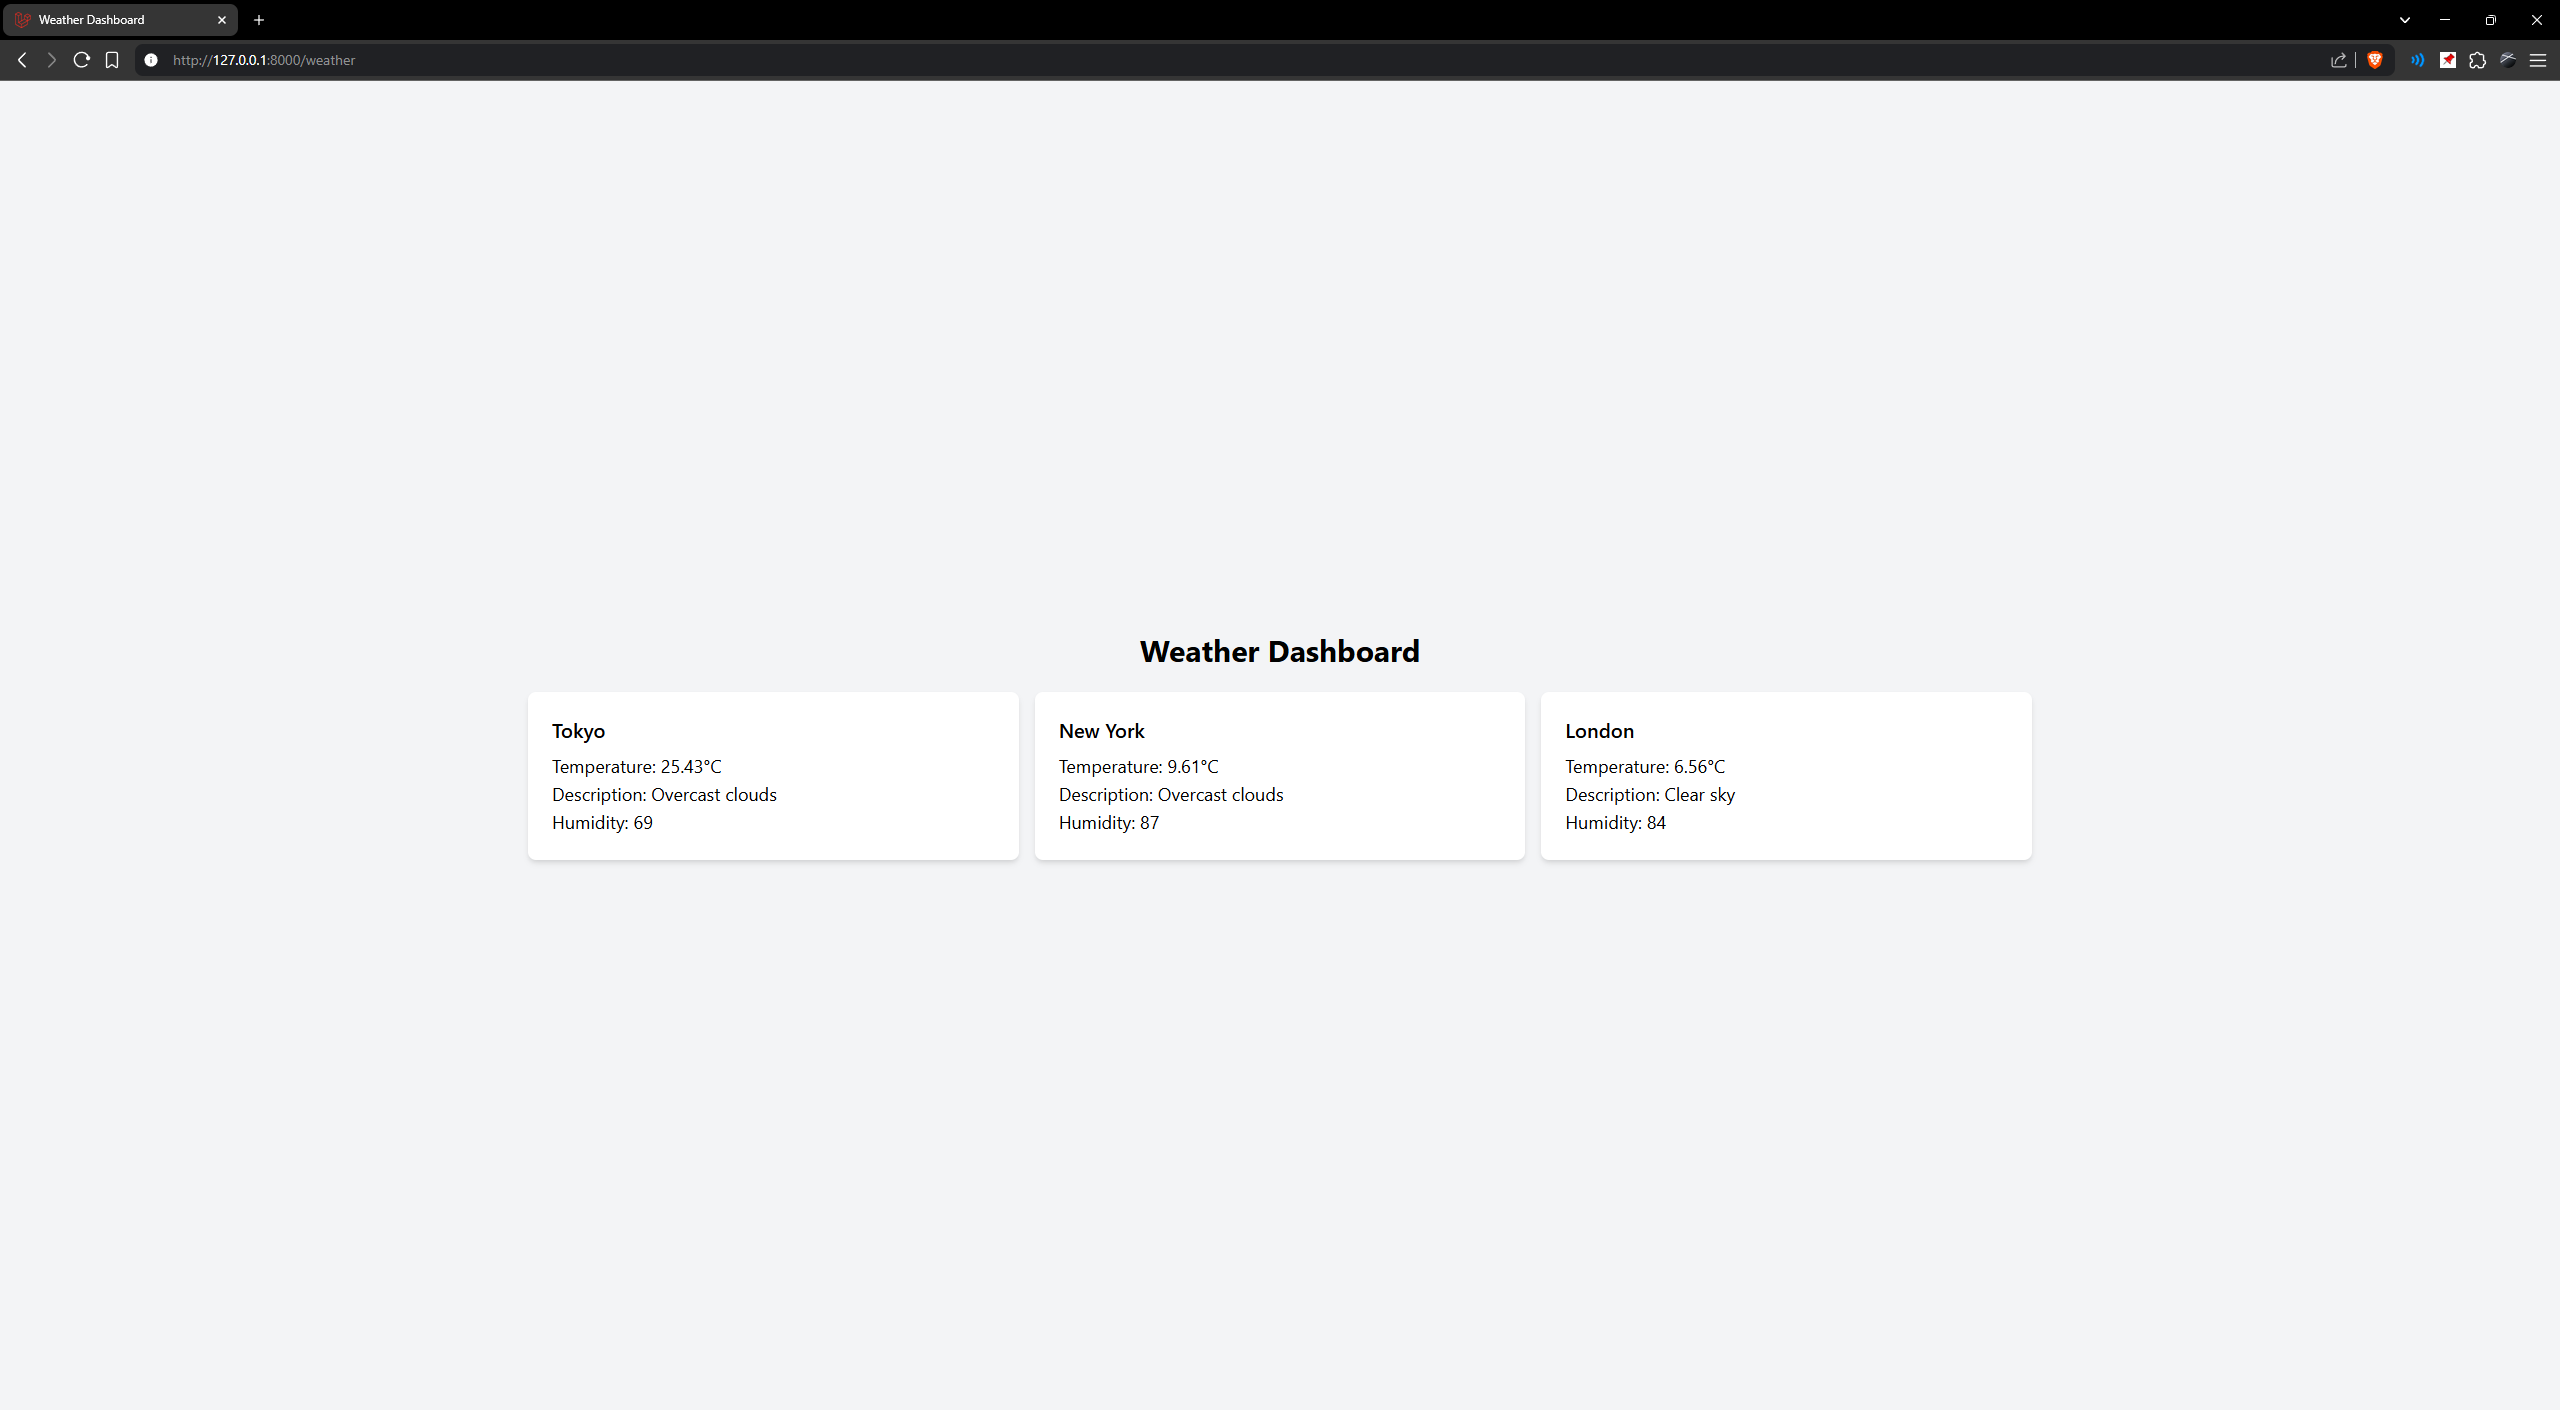 Weather Dashboard
http://127.0.0.1:8000/weather
Weather Dashboard
Tokyo
Temperature: 25.43°C
Description: Overcast clouds
Humidity: 69
New York
Temperature: 9.61°C
Description: Overcast clouds
Humidity: 87
London
Temperature: 6.56°C
Description: Clear sky
Humidity: 84